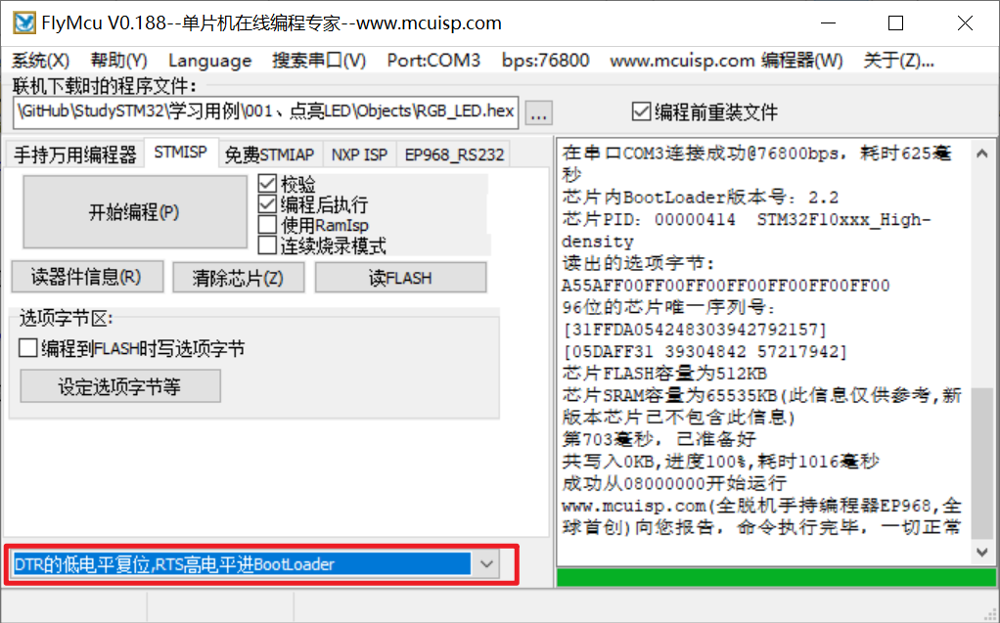 FlyMcu V0.188--单片机在线编程专家--www.mcuisp.com
系统(X) 帮助(Y) Language 搜索串口(V) Port:COM3 bps:76800 www.mcuisp.com 编程器(W) 关于(Z)...
联机下载时的程序文件：
\GitHub\StudySTM32\学习用例\001、点亮LED\Objects\RGB_LED.hex ... 编程前重装文件
手持万用编程器 STMISP 免费STMIAP NXP ISP EP968_RS232
开始编程(P)
校验
编程后执行
使用RamIsp
连续烧录模式
读器件信息(R) 清除芯片(Z) 读FLASH
选项字节区:
编程到FLASH时写选项字节
设定选项字节等
DTR的低电平复位,RTS高电平进BootLoader
在串口COM3连接成功@76800bps，耗时625毫
秒
芯片内BootLoader版本号：2.2
芯片PID：00000414 STM32F10xxx_High-
density
读出的选项字节：
A55AFF00FF00FF00FF00FF00FF00FF00
96位的芯片唯一序列号：
[31FFDA054248303942792157]
[05DAFF31 39304842 57217942]
芯片FLASH容量为512KB
芯片SRAM容量为65535KB(此信息仅供参考,新
版本芯片已不包含此信息)
第703毫秒，已准备好
共写入0KB,进度100%,耗时1016毫秒
成功从08000000开始运行
www.mcuisp.com(全脱机手持编程器EP968,全
球首创)向您报告，命令执行完毕，一切正常